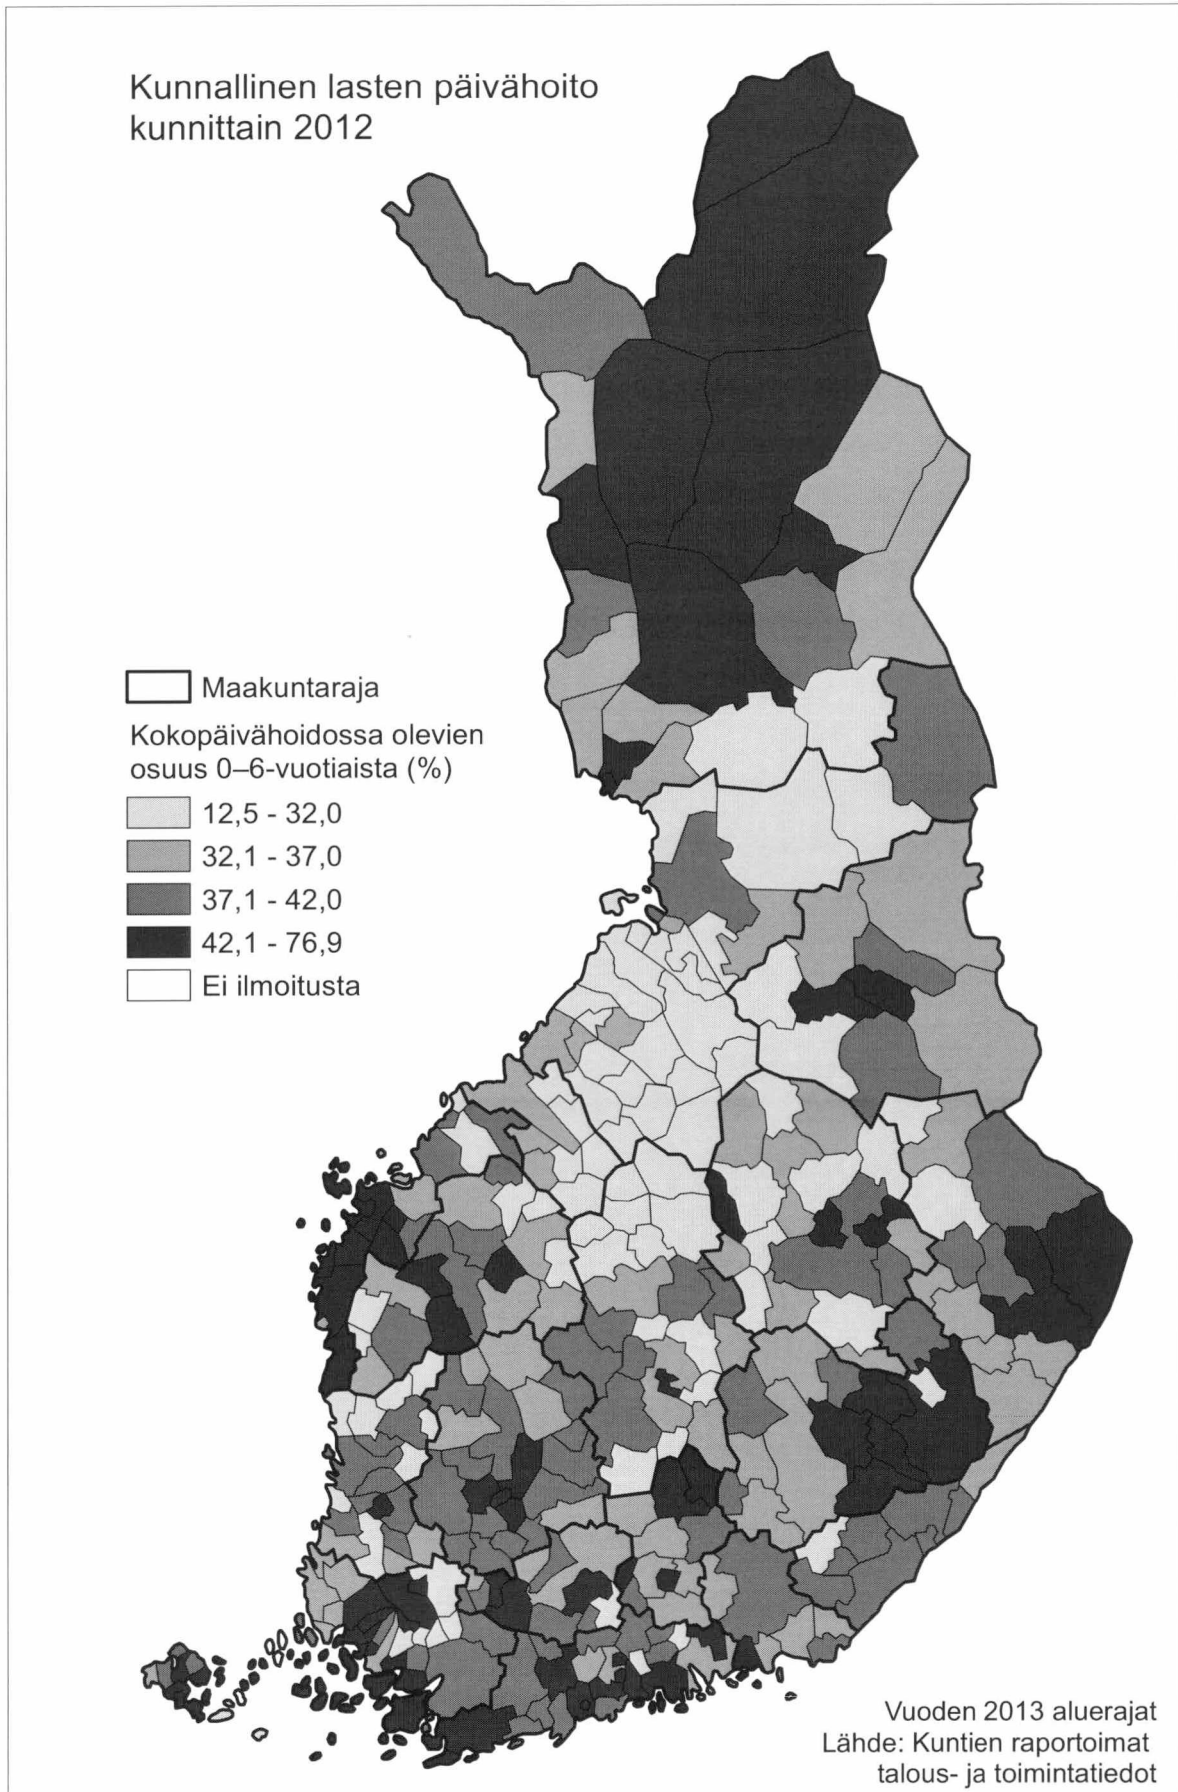 Kunnallinen lasten päivähoito
kunnittain 2012
Maakuntaraja
Kokopäivähoidossa olevien
osuus 0–6-vuotiaista (%)
12,5 - 32,0
32,1 - 37,0
37,1 - 42,0
42,1 - 76,9
Ei ilmoitusta
Vuoden 2013 aluerajat
Lähde: Kuntien raportoimat
talous- ja toimintatiedot